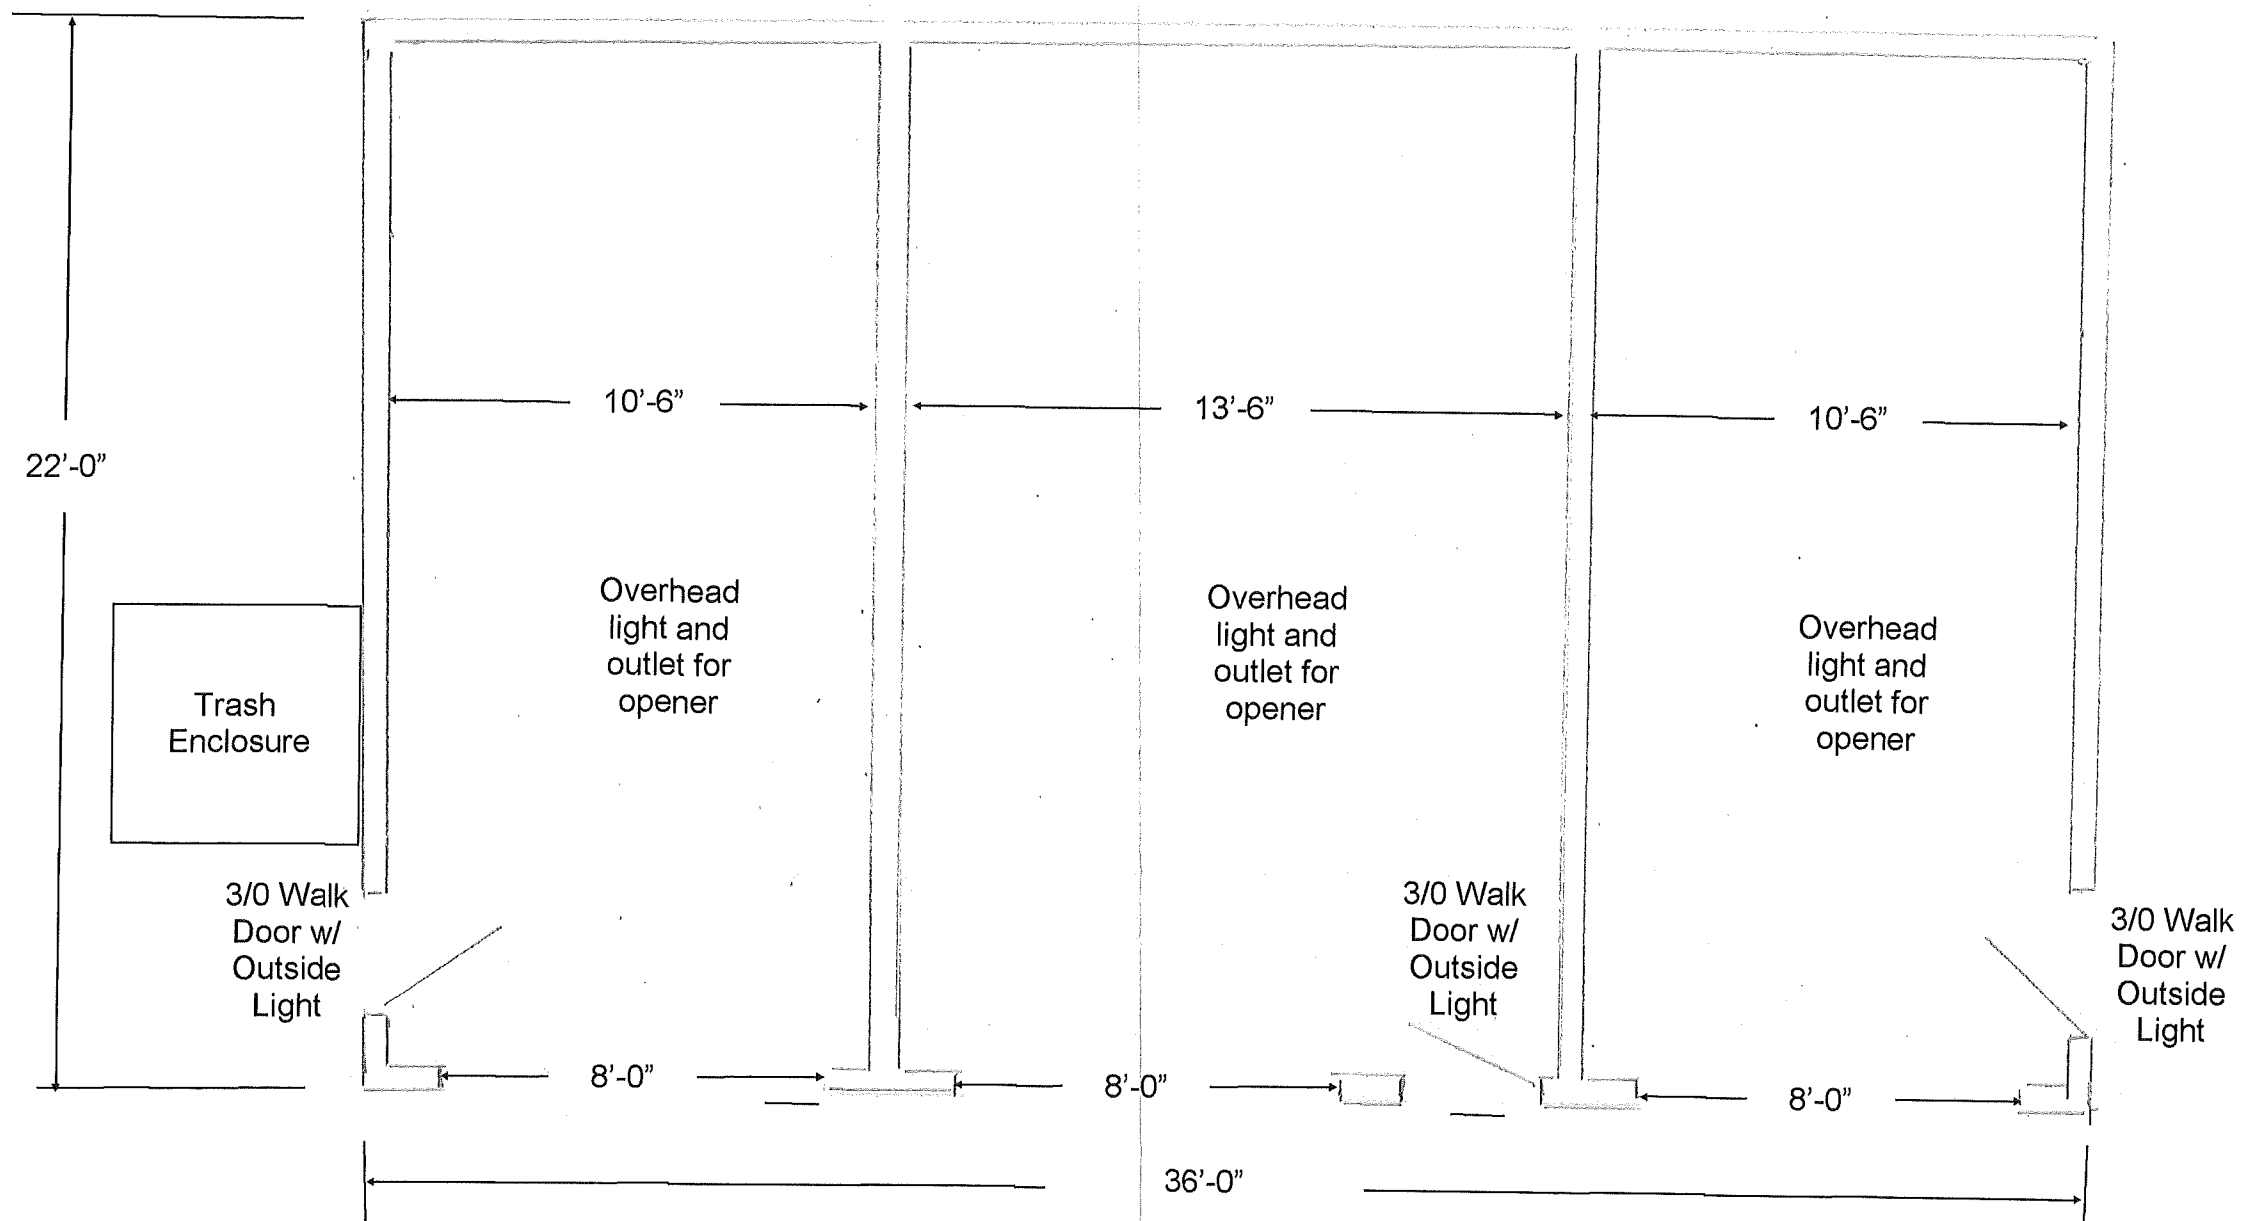 10’-6”
13’-6”
10’-6”
22’-0”
Overhead
light and
outlet for
opener
Overhead
light and
outlet for
opener
Overhead
light and
outlet for
opener
Trash
Enclosure
3/0 Walk
Door w/
Outside
Light
3/0 Walk
Door w/
Outside
Light
3/0 Walk
Door w/
Outside
Light
8’-0”
8’-0”
8’-0”
36’-0”